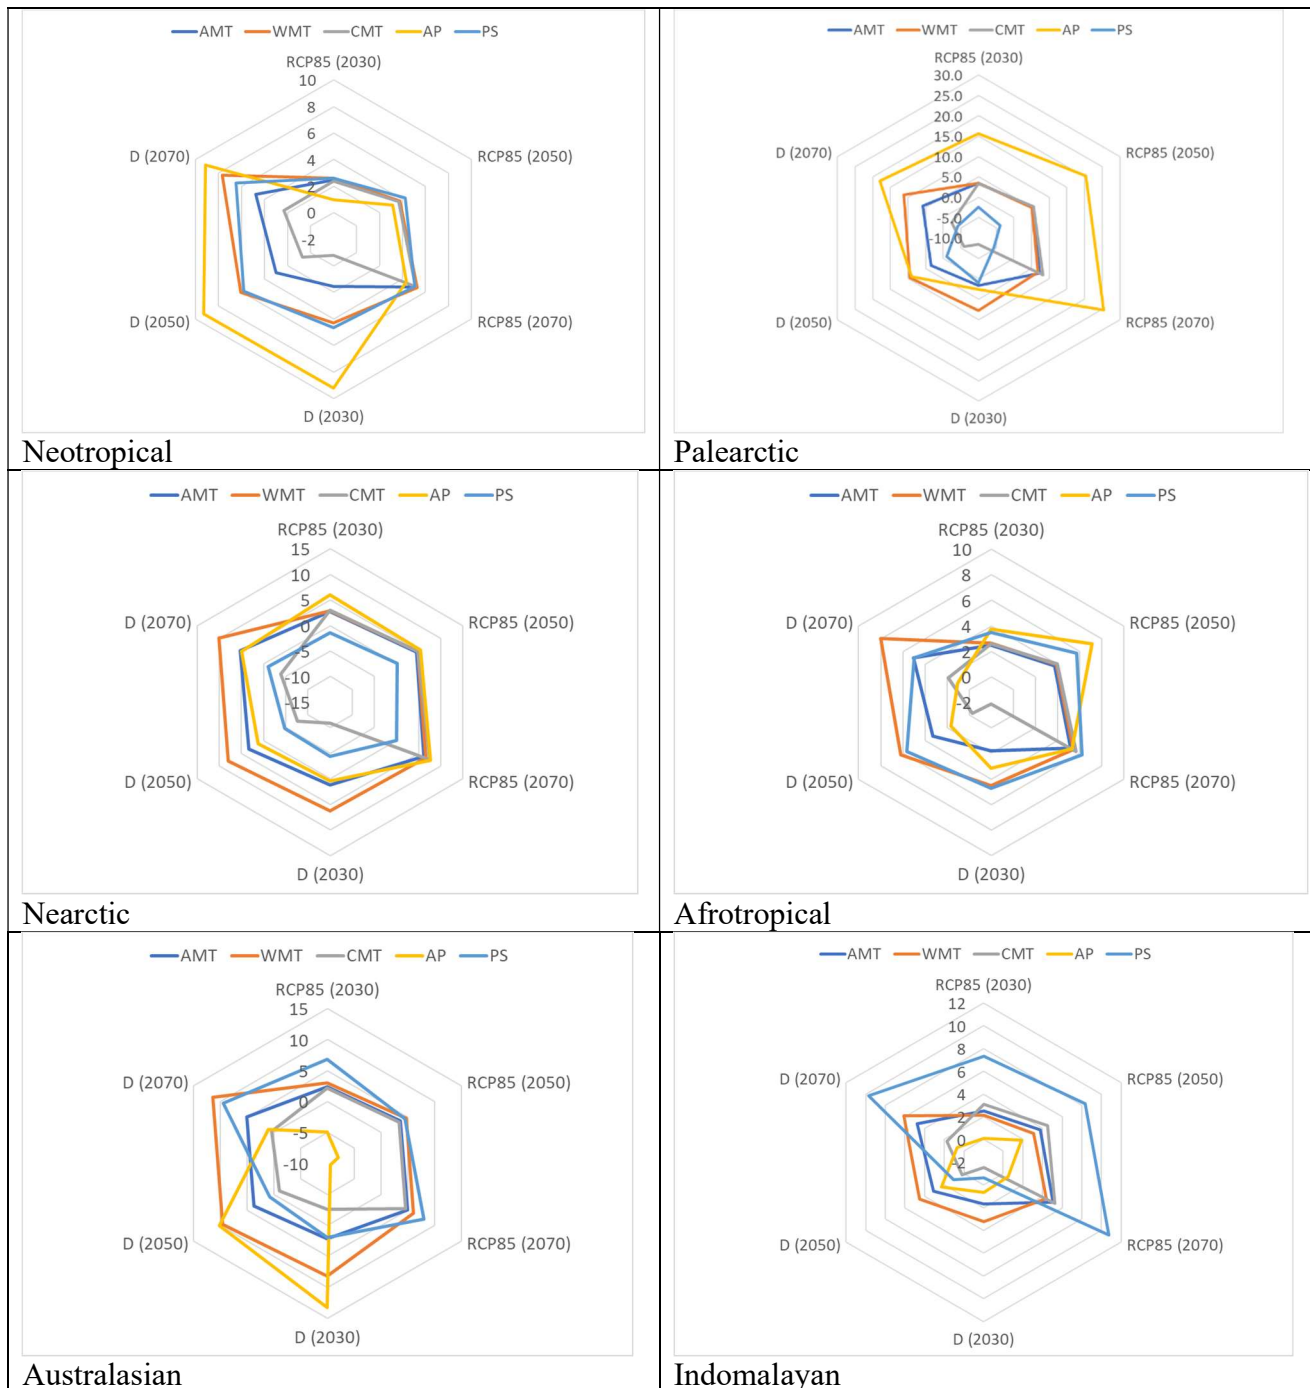 AMT WMT CMT AP PS
RCP85 (2030)
10
8
6
4
2
0
-2
RCP85 (2050)
RCP85 (2070)
D (2030)
D (2050)
D (2070)
Neotropical
AMT WMT CMT AP PS
RCP85 (2030)
30.0
25.0
20.0
15.0
10.0
5.0
0.0
-5.0
-10.0
RCP85 (2050)
RCP85 (2070)
D (2030)
D (2050)
D (2070)
Palearctic
AMT WMT CMT AP PS
RCP85 (2030)
15
10
5
0
-5
-10
-15
RCP85 (2050)
RCP85 (2070)
D (2030)
D (2050)
D (2070)
Nearctic
AMT WMT CMT AP PS
RCP85 (2030)
10
8
6
4
2
0
-2
RCP85 (2050)
RCP85 (2070)
D (2030)
D (2050)
D (2070)
Afrotropical
AMT WMT CMT AP PS
RCP85 (2030)
15
10
5
0
-5
-10
RCP85 (2050)
RCP85 (2070)
D (2030)
D (2050)
D (2070)
Australasian
AMT WMT CMT AP PS
RCP85 (2030)
12
10
8
6
4
2
0
-2
RCP85 (2050)
RCP85 (2070)
D (2030)
D (2050)
D (2070)
Indomalayan